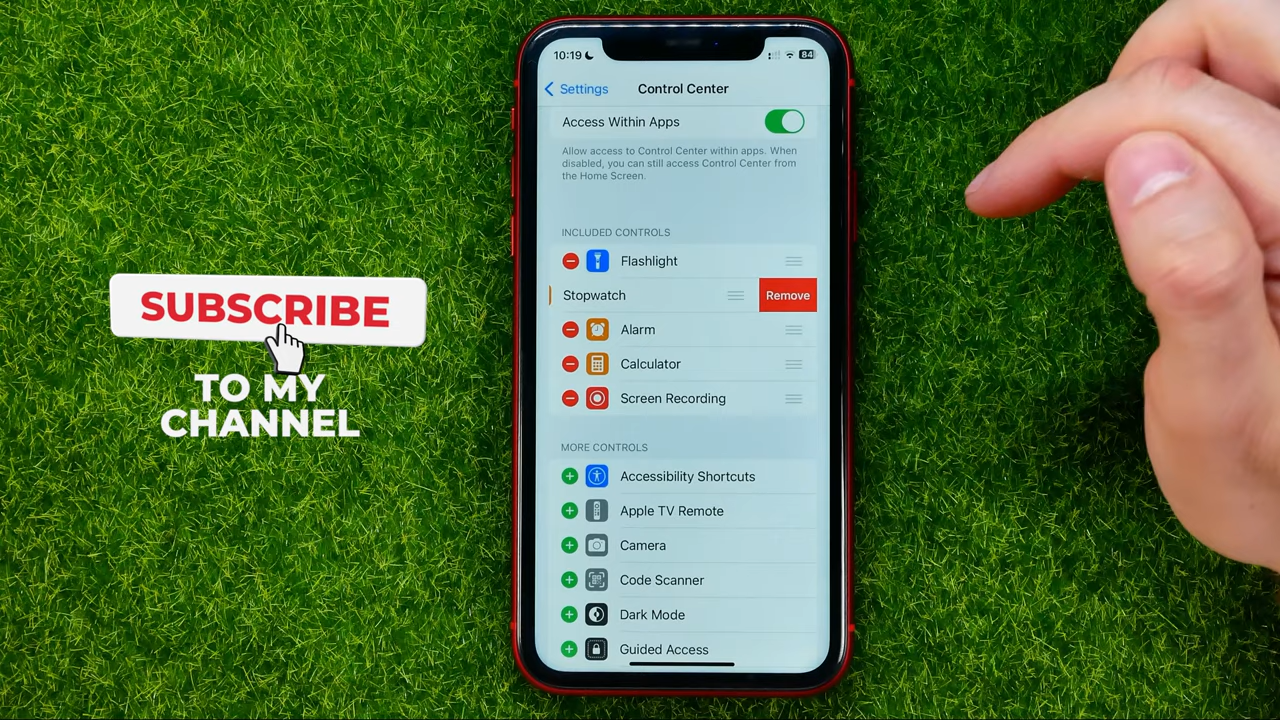 10:19
84
Settings
Control Center
Access Within Apps
Allow access to Control Center within apps. When
disabled, you can still access Control Center from
the Home Screen.
INCLUDED CONTROLS
Flashlight
Stopwatch
Remove
Alarm
Calculator
Screen Recording
MORE CONTROLS
Accessibility Shortcuts
Apple TV Remote
Camera
Code Scanner
Dark Mode
Guided Access
SUBSCRIBE
TO MY
CHANNEL